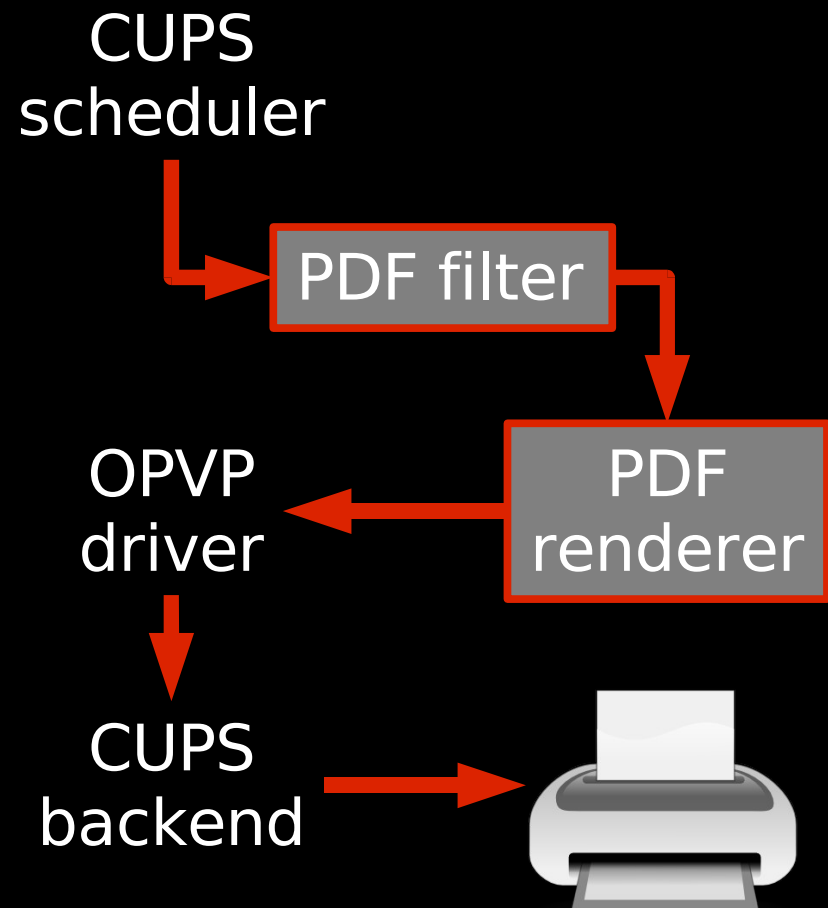 CUPS
scheduler
PDF filter
PDF
renderer
OPVP
driver
CUPS
backend